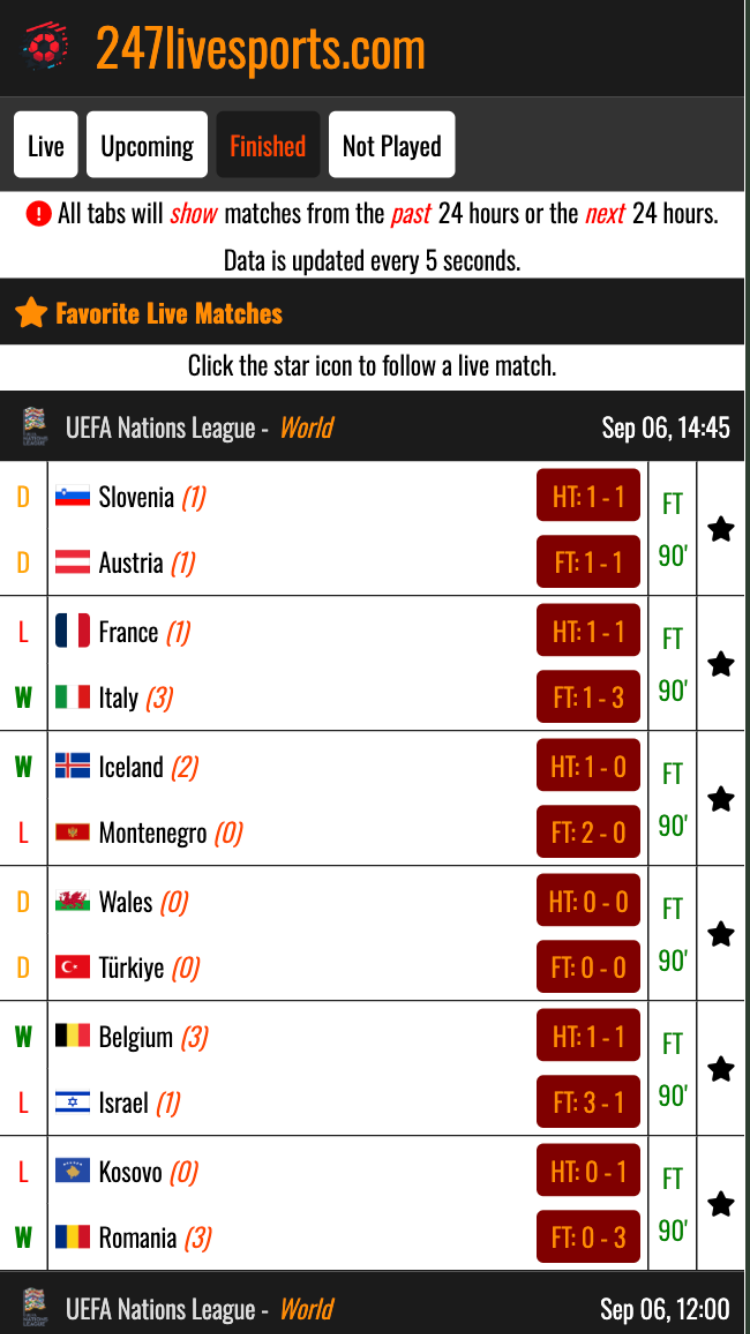 247livesports.com
Live Upcoming Finished Not Played
All tabs will show matches from the past 24 hours or the next 24 hours.
Data is updated every 5 seconds.
Favorite Live Matches
Click the star icon to follow a live match.
UEFA Nations League - World Sep 06, 14:45
D Slovenia (1) HT: 1 - 1 FT
D Austria (1) FT: 1 - 1 90'
L France (1) HT: 1 - 1 FT
W Italy (3) FT: 1 - 3 90'
W Iceland (2) HT: 1 - 0 FT
L Montenegro (0) FT: 2 - 0 90'
D Wales (0) HT: 0 - 0 FT
D Türkiye (0) FT: 0 - 0 90'
W Belgium (3) HT: 1 - 1 FT
L Israel (1) FT: 3 - 1 90'
L Kosovo (0) HT: 0 - 1 FT
W Romania (3) FT: 0 - 3 90'
UEFA Nations League - World Sep 06, 12:00